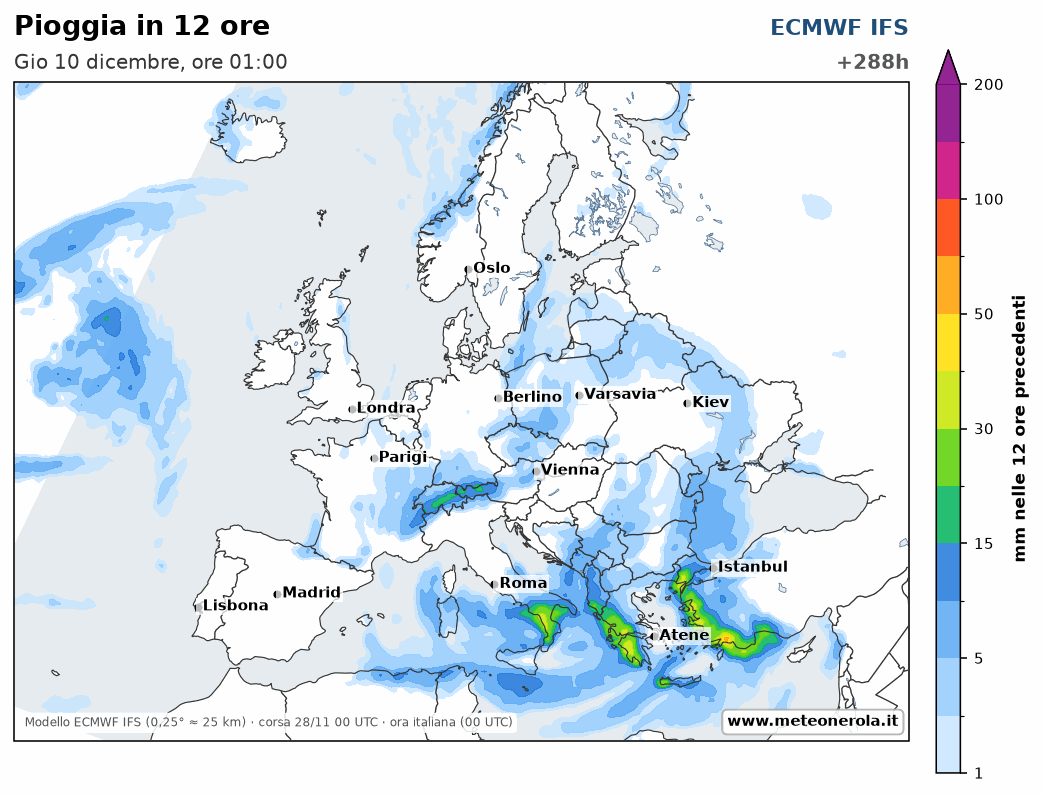 Pioggia in 12 ore
ECMWF IFS
Gio 10 dicembre, ore 01:00
+288h
200
100
50
30
15
5
1
mm nelle 12 ore precedenti
Oslo
Berlino
Varsavia
Kiev
Londra
Parigi
Vienna
Istanbul
Roma
Madrid
Lisbona
Atene
Modello ECMWF IFS (0,25° ≈ 25 km) · corsa 28/11 00 UTC · ora italiana (00 UTC)
www.meteonerola.it